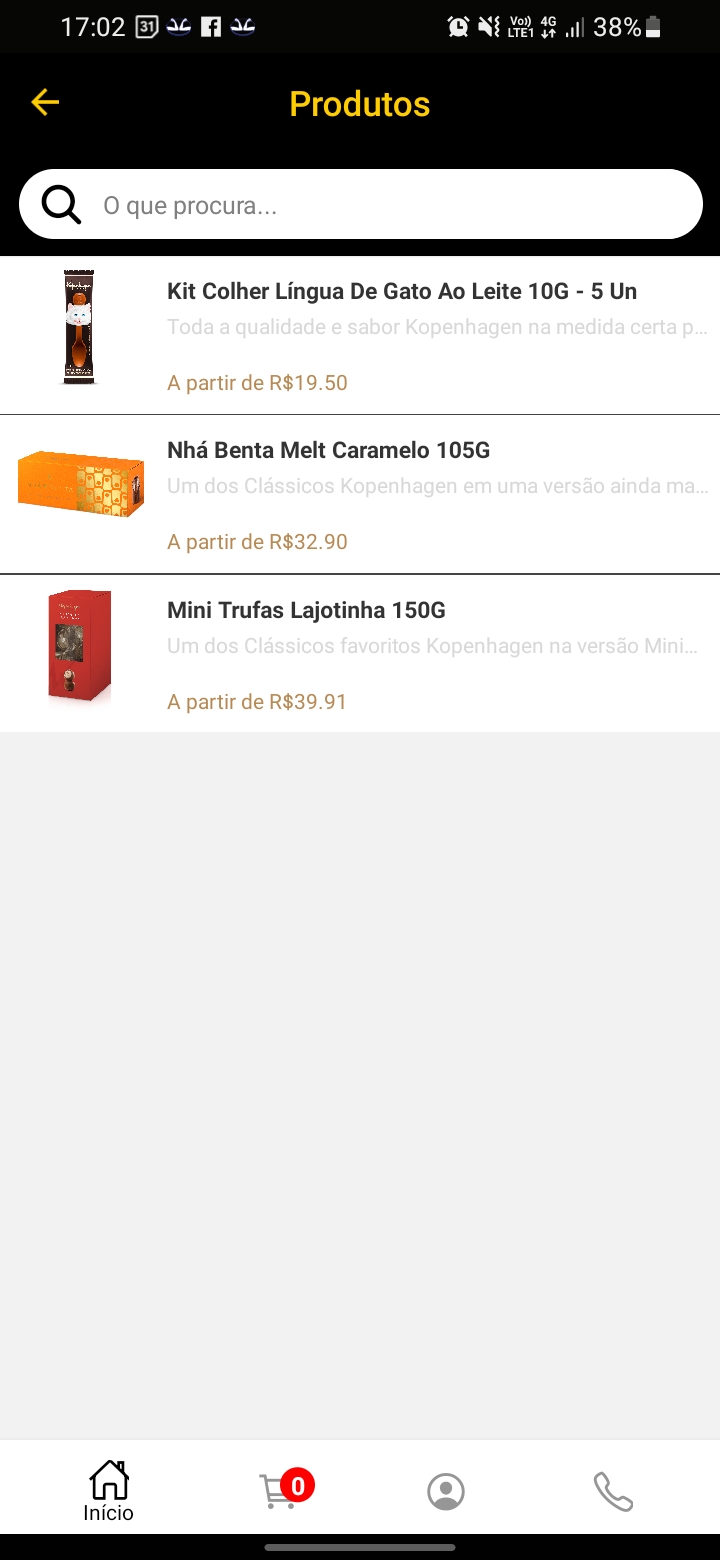 17:02 31 Vo)) LTE1 4G 38%
Produtos
O que procura...
Kit Colher Língua De Gato Ao Leite 10G - 5 Un
Toda a qualidade e sabor Kopenhagen na medida certa p...
A partir de R$19.50
Nhá Benta Melt Caramelo 105G
Um dos Clássicos Kopenhagen em uma versão ainda ma...
A partir de R$32.90
Mini Trufas Lajotinha 150G
Um dos Clássicos favoritos Kopenhagen na versão Mini...
A partir de R$39.91
0
Início